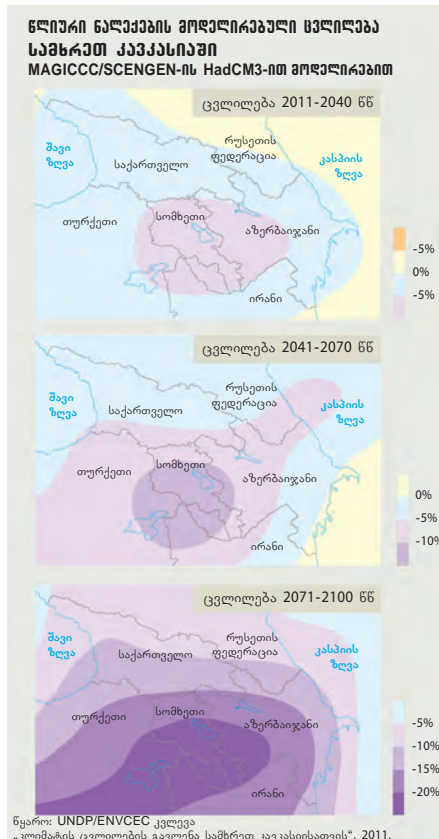 წლიური ნალექების მოდელირებული ცვლილება
სამხრეთ კავკასიაში
MAGICCC/SCENGEN-ის HadCM3-ით მოდელირებით
ცვლილება 2011-2040 წწ
შავი
ზღვა
საქართველო
რუსეთის
ფედერაცია
კასპიის
ზღვა
თურქეთი
სომხეთი
აზერბაიჯანი
ირანი
-5%
0%
-5%
ცვლილება 2041-2070 წწ
შავი
ზღვა
საქართველო
რუსეთის
ფედერაცია
კასპიის
ზღვა
თურქეთი
სომხეთი
აზერბაიჯანი
ირანი
0%
-5%
-10%
ცვლილება 2071-2100 წწ
შავი
ზღვა
საქართველო
რუსეთის
ფედერაცია
კასპიის
ზღვა
თურქეთი
სომხეთი
აზერბაიჯანი
ირანი
-5%
-10%
-15%
-20%
წყარო: UNDP/ENVCEC კვლევა
„კლიმატის ცვლილების გავლენა სამხრეთ კავკასიისათვის“, 2011.